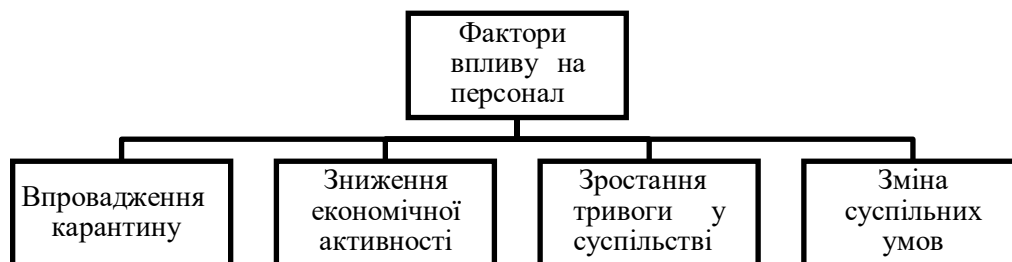 Фактори
впливу на
персонал
Впровадження
карантину
Зниження
економічної
активності
Зростання
тривоги у
суспільстві
Зміна
суспільних
умов